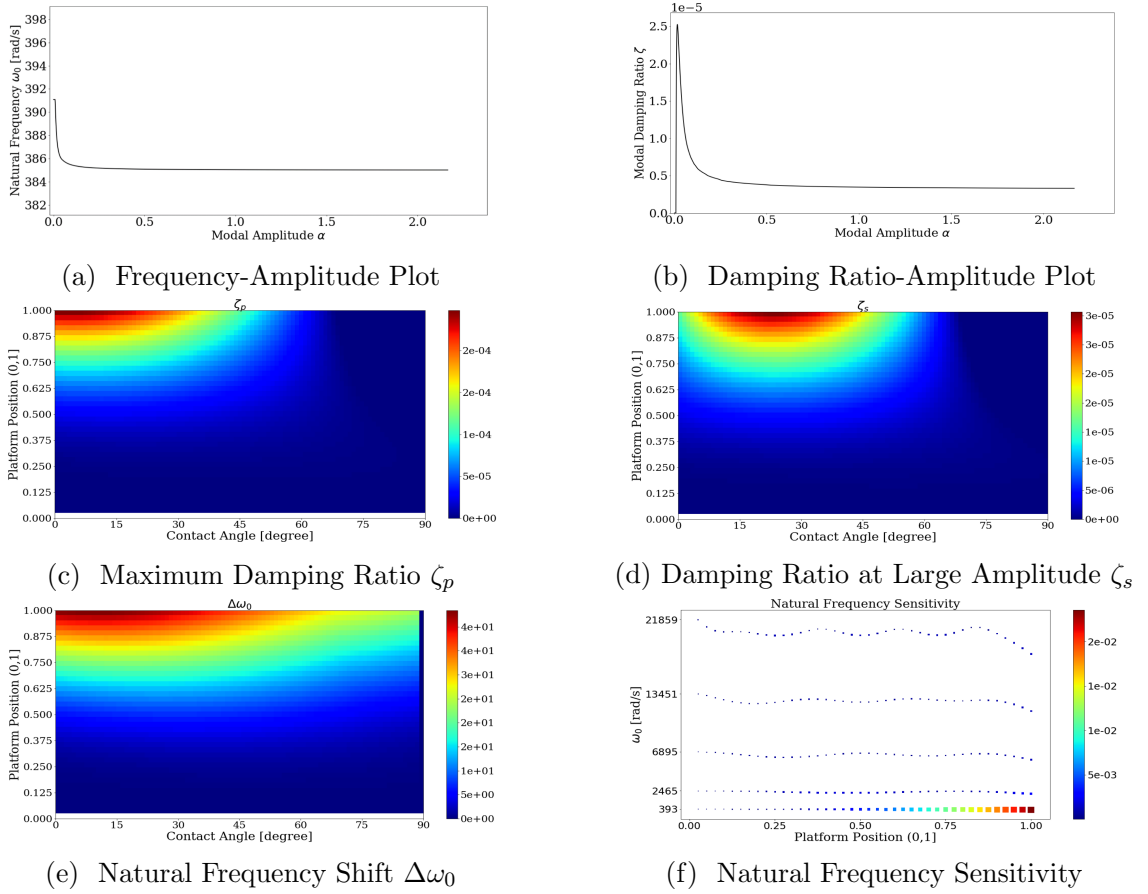 1e−5
398
396
394
392
390
388
386
384
382
Natural Frequency ω0 [rad/s]
0.0 0.5 1.0 1.5 2.0
Modal Amplitude α
2.5
2.0
1.5
1.0
0.5
0.0
Modal Damping Ratio ζ
0.0 0.5 1.0 1.5 2.0
Modal Amplitude α
(a) Frequency-Amplitude Plot
(b) Damping Ratio-Amplitude Plot
ζp
1.000
0.875
0.750
0.625
0.500
0.375
0.250
0.125
0.000
Platform Position (0,1]
0 15 30 45 60 75 90
Contact Angle [degree]
2e-04
2e-04
1e-04
5e-05
0e+00
ζs
1.000
0.875
0.750
0.625
0.500
0.375
0.250
0.125
0.000
Platform Position (0,1]
0 15 30 45 60 75 90
Contact Angle [degree]
3e-05
3e-05
2e-05
2e-05
1e-05
1e-05
5e-06
0e+00
(c) Maximum Damping Ratio ζp
(d) Damping Ratio at Large Amplitude ζs
Δω0
1.000
0.875
0.750
0.625
0.500
0.375
0.250
0.125
0.000
Platform Position (0,1]
0 15 30 45 60 75 90
Contact Angle [degree]
4e+01
4e+01
3e+01
2e+01
2e+01
2e+01
1e+01
5e+00
0e+00
Natural Frequency Sensitivity
21859
13451
6895
2465
393
ω0 [rad/s]
0.00 0.25 0.50 0.75 1.00
Platform Position (0,1]
2e-02
1e-02
1e-02
5e-03
(e) Natural Frequency Shift Δω0
(f) Natural Frequency Sensitivity